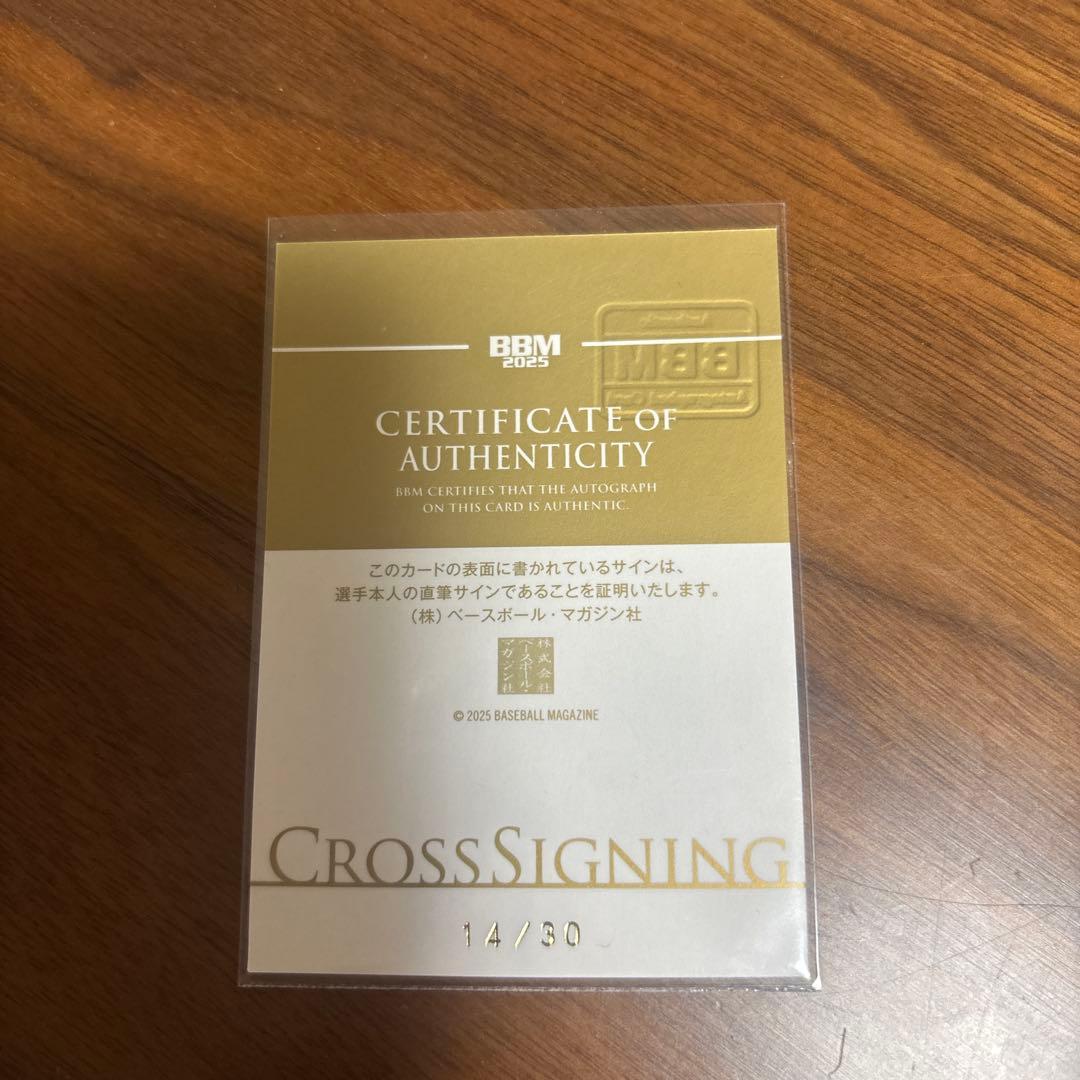 BBM
2025
CERTIFICATE OF
AUTHENTICITY
BBM CERTIFIES THAT THE AUTOGRAPH
ON THIS CARD IS AUTHENTIC.
このカードの表面に書かれているサインは、
選手本人の直筆サインであることを証明いたします。
（株）ベースボール・マガジン社
株式会社
ベースボール・
マガジン社
© 2025 BASEBALL MAGAZINE
CROSSSIGNING
14/30